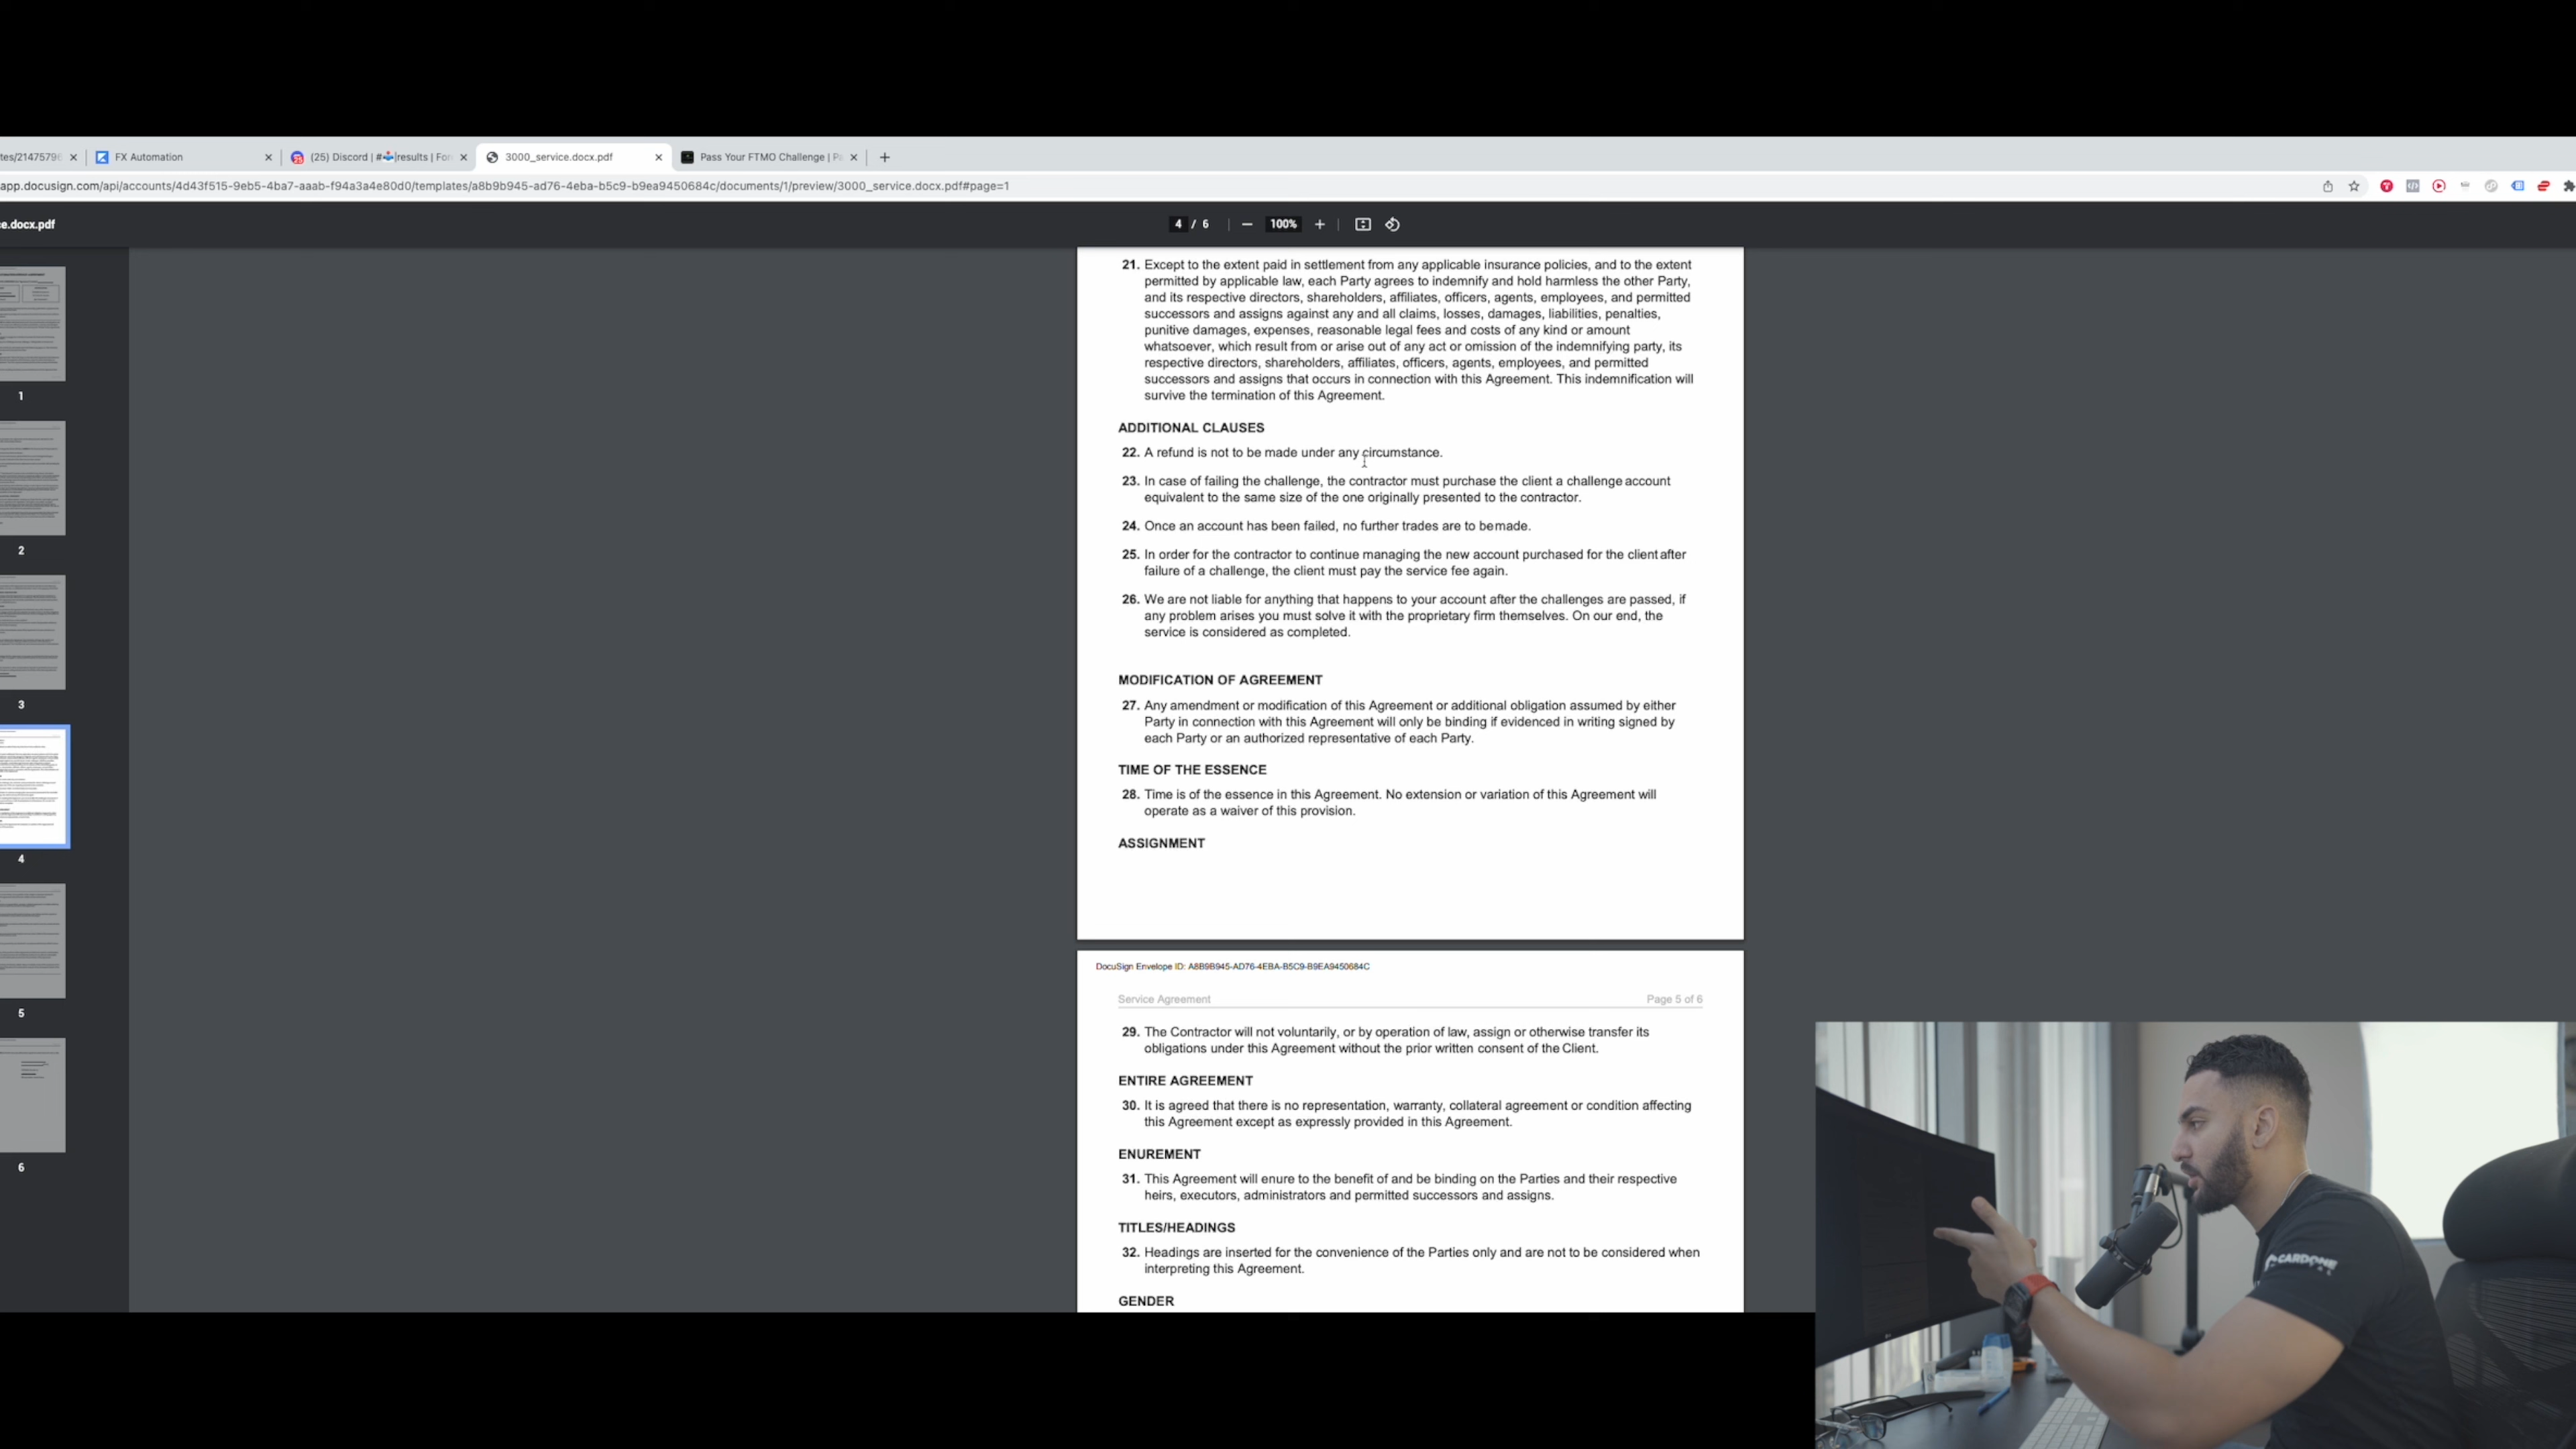 tes/2147579
FX Automation
(25) Discord | #|results | For
3000_service.docx.pdf
Pass Your FTMO Challenge | Pa
app.docusign.com/api/accounts/4d43f515-9eb5-4ba7-aaab-f94a3a4e80d0/templates/a8b9b945-ad76-4eba-b5c9-b9ea9450684c/documents/1/preview/3000_service.docx.pdf#page=1
e.docx.pdf
4 / 6
100%
1
2
3
4
5
6
21. Except to the extent paid in settlement from any applicable insurance policies, and to the extent
permitted by applicable law, each Party agrees to indemnify and hold harmless the other Party,
and its respective directors, shareholders, affiliates, officers, agents, employees, and permitted
successors and assigns against any and all claims, losses, damages, liabilities, penalties,
punitive damages, expenses, reasonable legal fees and costs of any kind or amount
whatsoever, which result from or arise out of any act or omission of the indemnifying party, its
respective directors, shareholders, affiliates, officers, agents, employees, and permitted
successors and assigns that occurs in connection with this Agreement. This indemnification will
survive the termination of this Agreement.
ADDITIONAL CLAUSES
22. A refund is not to be made under any circumstance.
23. In case of failing the challenge, the contractor must purchase the client a challenge account
equivalent to the same size of the one originally presented to the contractor.
24. Once an account has been failed, no further trades are to bemade.
25. In order for the contractor to continue managing the new account purchased for the client after
failure of a challenge, the client must pay the service fee again.
26. We are not liable for anything that happens to your account after the challenges are passed, if
any problem arises you must solve it with the proprietary firm themselves. On our end, the
service is considered as completed.
MODIFICATION OF AGREEMENT
27. Any amendment or modification of this Agreement or additional obligation assumed by either
Party in connection with this Agreement will only be binding if evidenced in writing signed by
each Party or an authorized representative of each Party.
TIME OF THE ESSENCE
28. Time is of the essence in this Agreement. No extension or variation of this Agreement will
operate as a waiver of this provision.
ASSIGNMENT
DocuSign Envelope ID: A8B9B945-AD76-4EBA-B5C9-B9EA9450684C
Service Agreement
Page 5 of 6
29. The Contractor will not voluntarily, or by operation of law, assign or otherwise transfer its
obligations under this Agreement without the prior written consent of the Client.
ENTIRE AGREEMENT
30. It is agreed that there is no representation, warranty, collateral agreement or condition affecting
this Agreement except as expressly provided in this Agreement.
ENUREMENT
31. This Agreement will enure to the benefit of and be binding on the Parties and their respective
heirs, executors, administrators and permitted successors and assigns.
TITLES/HEADINGS
32. Headings are inserted for the convenience of the Parties only and are not to be considered when
interpreting this Agreement.
GENDER
CARDONE